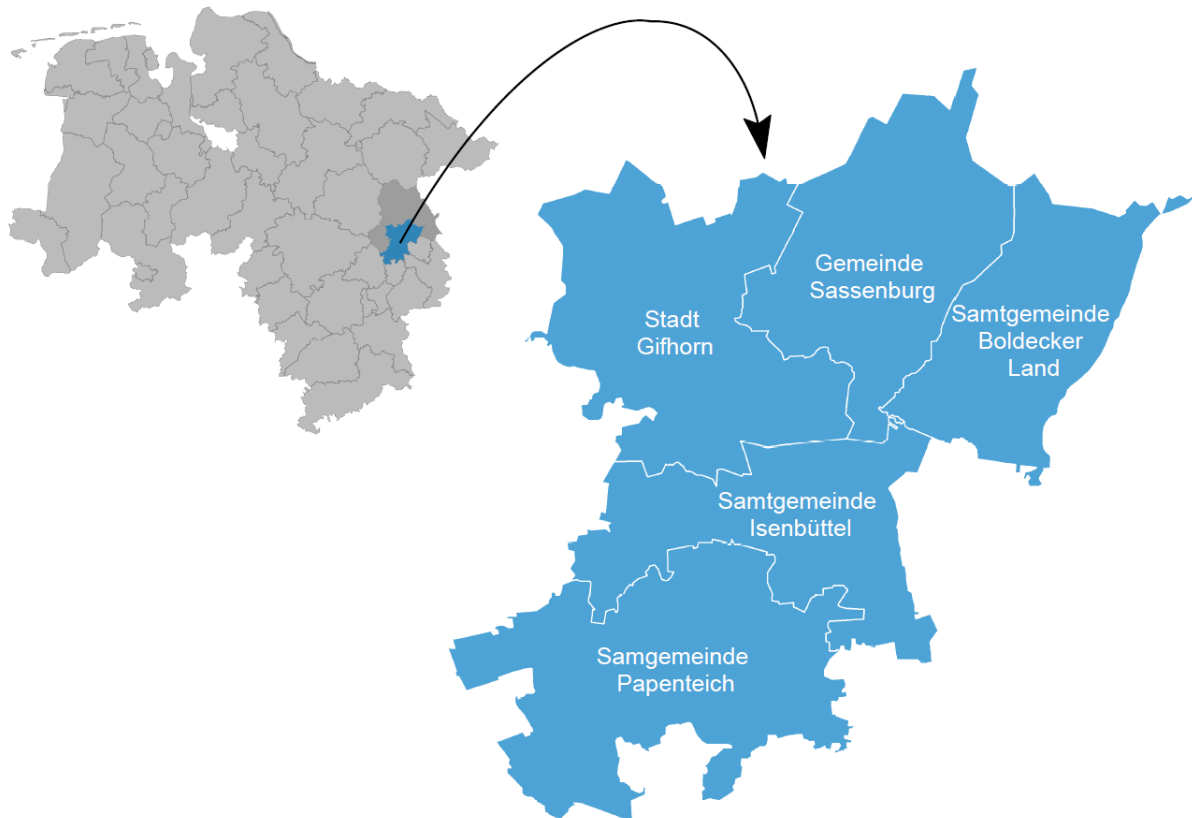 Gemeinde
Sassenburg
Stadt
Gifhorn
Samtgemeinde
Boldecker
Land
Samtgemeinde
Isenbüttel
Samgemeinde
Papenteich